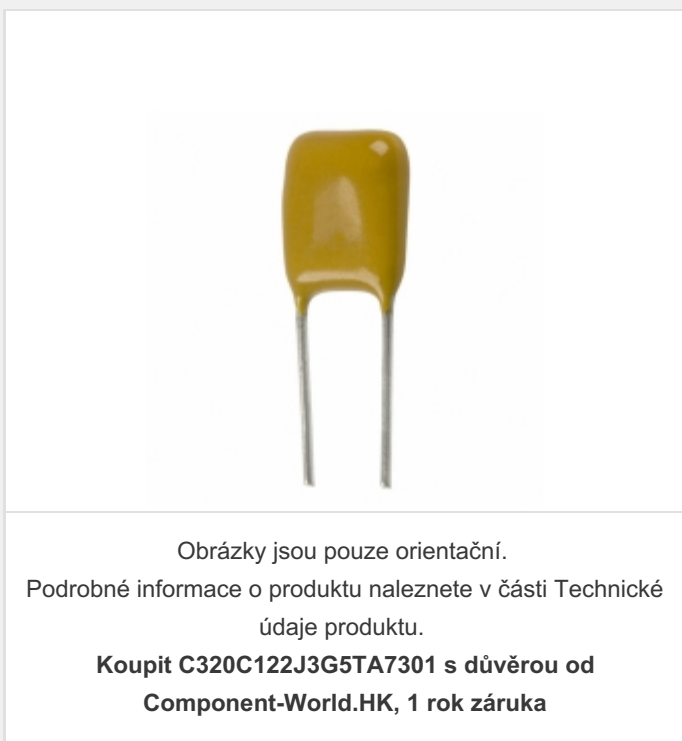 Obrázky jsou pouze orientační.
Podrobné informace o produktu naleznete v části Technické
údaje produktu.
Koupit C320C122J3G5TA7301 s důvěrou od
Component-World.HK, 1 rok záruka